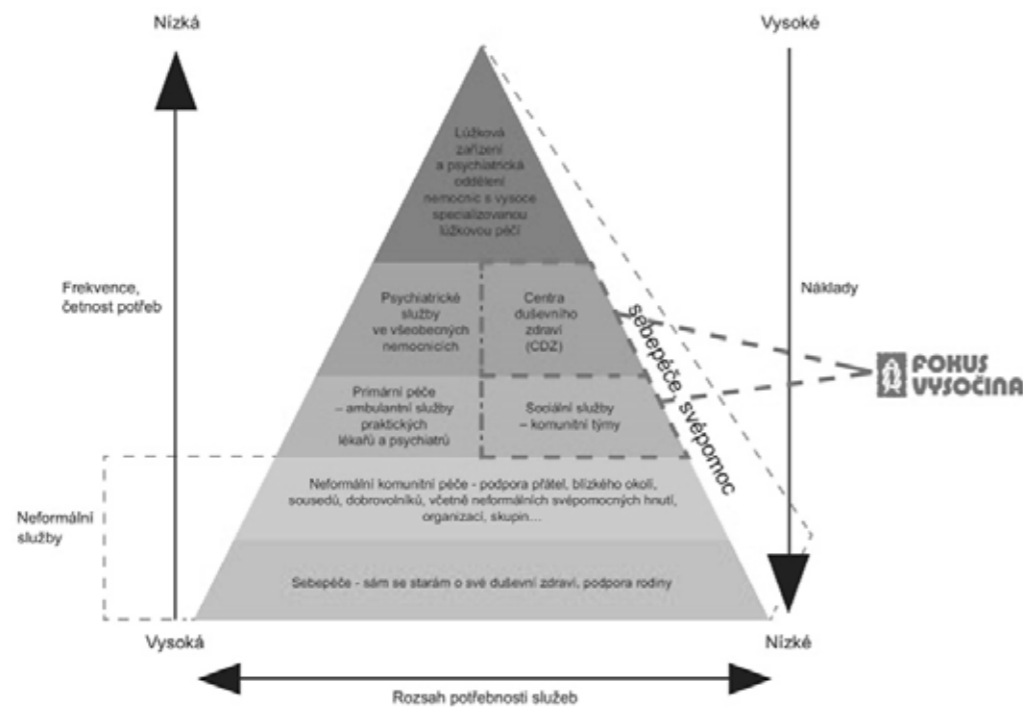 Nízká
Vysoké
Lůžková
zařízení
a psychiatrická
oddělení
nemocnic s vysoce
specializovanou
lůžkovou péčí
Frekvence,
četnost potřeb
Psychiatrické
služby
ve všeobecných
nemocnicích
Centra
duševního
zdraví
(CDZ)
sebepéče, svépomoc
Náklady
FOKUS
VYSOČINA
Primární péče
– ambulantní služby
praktických
lékařů a psychiatrů
Sociální služby
– komunitní týmy
Neformální
služby
Neformální komunitní péče - podpora přátel, blízkého okolí,
sousedů, dobrovolníků, včetně neformálních svépomocných hnutí,
organizací, skupin...
Sebepéče - sám se starám o své duševní zdraví, podpora rodiny
Vysoká
Nízké
Rozsah potřebnosti služeb